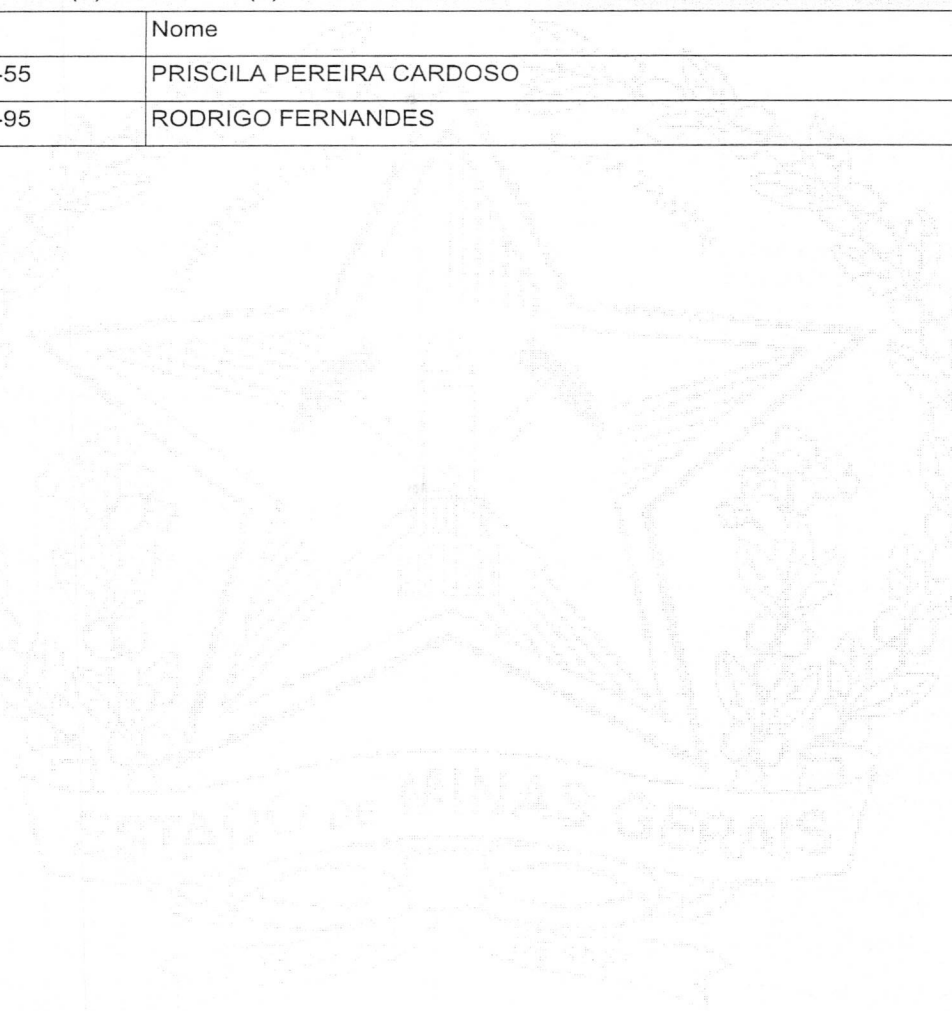 Nome
-55 PRISCILA PEREIRA CARDOSO
-95 RODRIGO FERNANDES
ESTADO DE MINAS GERAIS